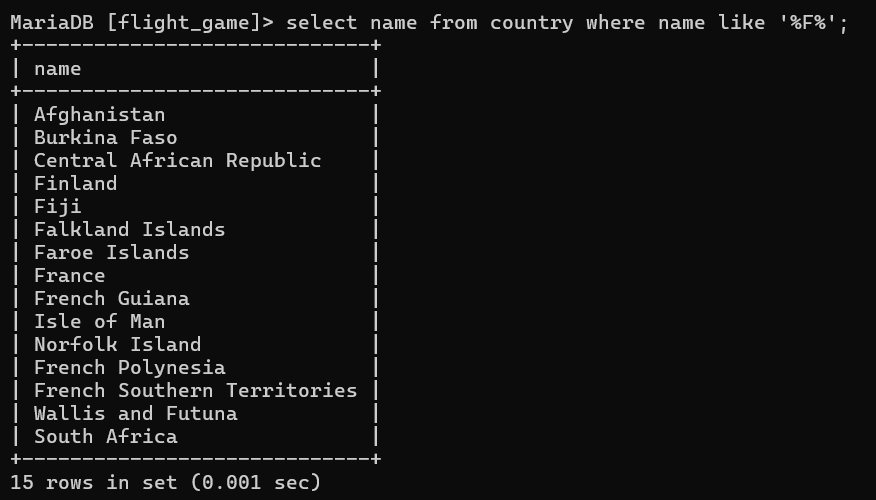 MariaDB [flight_game]> select name from country where name like '%F%';
+-----------------------------+
| name                        |
+-----------------------------+
| Afghanistan                 |
| Burkina Faso                |
| Central African Republic    |
| Finland                     |
| Fiji                        |
| Falkland Islands            |
| Faroe Islands               |
| France                      |
| French Guiana               |
| Isle of Man                 |
| Norfolk Island              |
| French Polynesia            |
| French Southern Territories |
| Wallis and Futuna           |
| South Africa                |
+-----------------------------+
15 rows in set (0.001 sec)